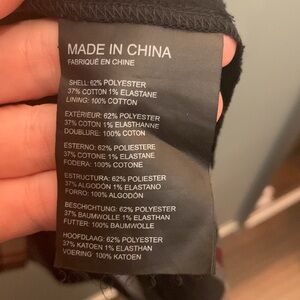 MADE IN CHINA
FABRIQUÉ EN CHINE
SHELL: 62% POLYESTER
37% COTTON 1% ELASTANE
LINING: 100% COTTON
EXTÉRIEUR: 62% POLYESTER
37% COTON 1% ELASTHANNE
DOUBLURE: 100% COTON
ESTERNO: 62% POLIESTERE
37% COTONE 1% ELASTANE
FODERA: 100% COTONE
ESTRUCTURA: 62% POLIESTER
37% ALGODÓN 1% ELASTANO
FORRO: 100% ALGODON
BESCHICHTUNG: 62% POLYESTER
37% BAUMWOLLE 1% ELASTHAN
FUTTER: 100% BAUMWOLLE
HOOFDLAAG: 62% POLYESTER
37% KATOEN 1% ELASTHAN
VOERING: 100% KATOEN